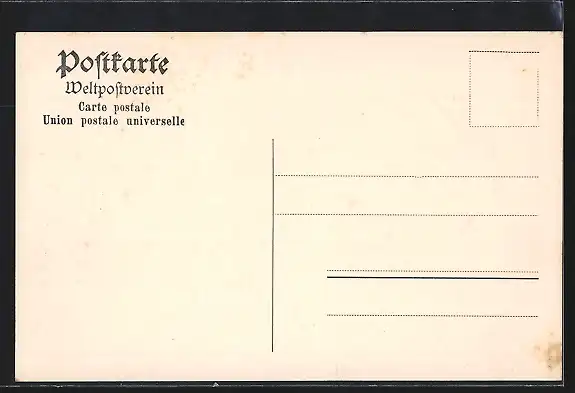 Postkarte
Weltpostverein
Carte postale
Union postale universelle